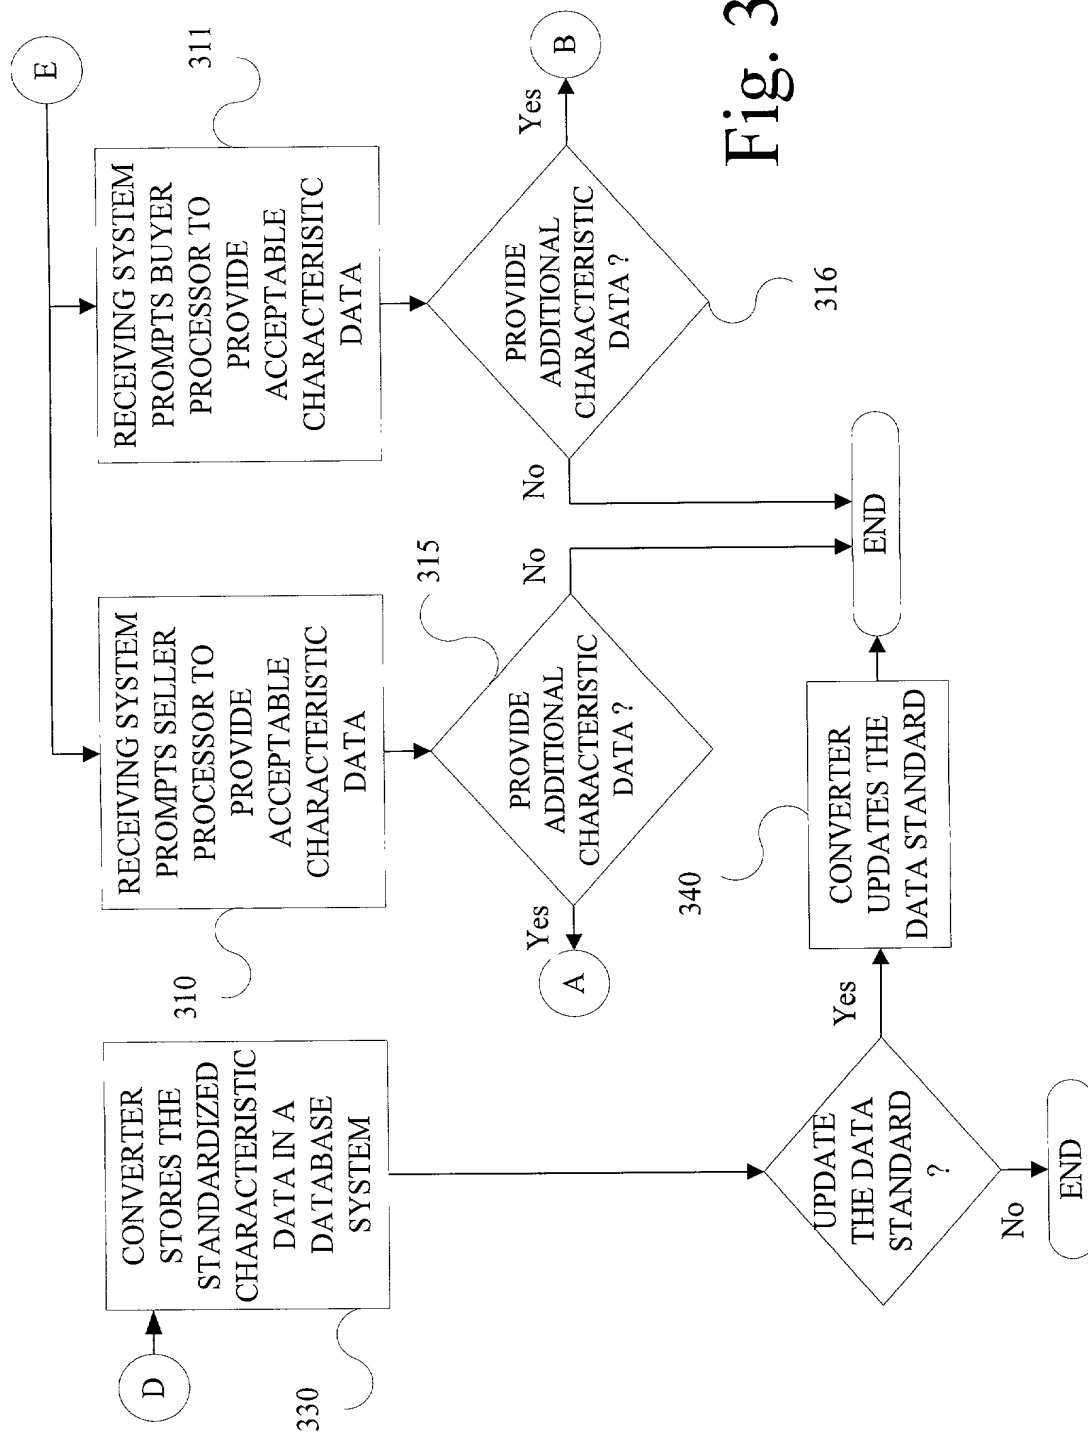 D
CONVERTER
STORES THE
STANDARDIZED
CHARACTERISTIC
DATA IN A
DATABASE
SYSTEM
330
UPDATE
THE DATA
STANDARD
?
No
END
Yes
CONVERTER
UPDATES THE
DATA STANDARD
340
RECEIVING SYSTEM
PROMPTS SELLER
PROCESSOR TO
PROVIDE
ACCEPTABLE
CHARACTERISTIC
DATA
310
PROVIDE
ADDITIONAL
CHARACTERISTIC
DATA ?
315
Yes
A
No
E
RECEIVING SYSTEM
PROMPTS BUYER
PROCESSOR TO
PROVIDE
ACCEPTABLE
CHARACTERISITC
DATA
311
PROVIDE
ADDITIONAL
CHARACTERISTIC
DATA ?
316
Yes
B
No
END
Fig. 3